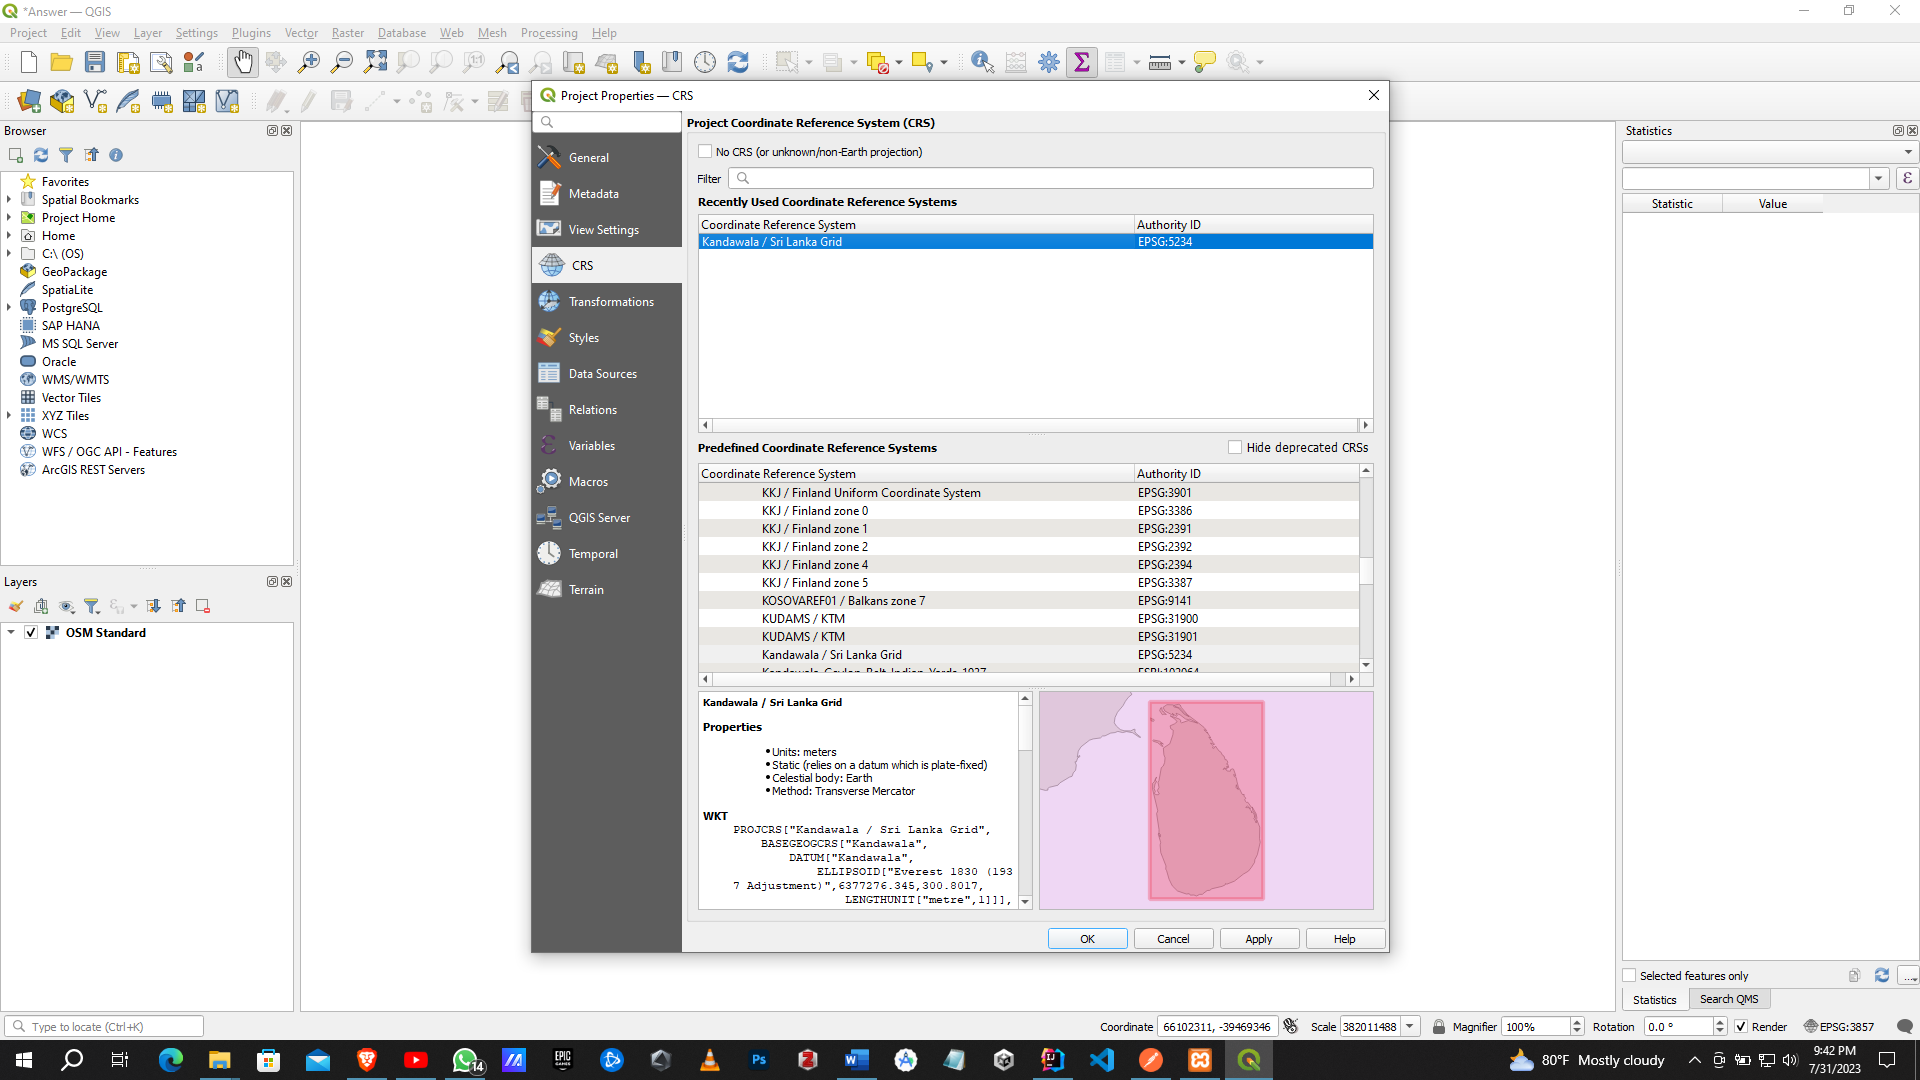 *Answer — QGIS
Project Edit View Layer Settings Plugins Vector Raster Database Web Mesh Processing Help
Browser
Favorites
Spatial Bookmarks
Project Home
Home
C:\ (OS)
GeoPackage
SpatiaLite
PostgreSQL
SAP HANA
MS SQL Server
Oracle
WMS/WMTS
Vector Tiles
XYZ Tiles
WCS
WFS / OGC API - Features
ArcGIS REST Servers
Layers
OSM Standard
Project Properties — CRS
General
Metadata
View Settings
CRS
Transformations
Styles
Data Sources
Relations
Variables
Macros
QGIS Server
Temporal
Terrain
Project Coordinate Reference System (CRS)
No CRS (or unknown/non-Earth projection)
Filter
Recently Used Coordinate Reference Systems
Coordinate Reference System Authority ID
Kandawala / Sri Lanka Grid EPSG:5234
Predefined Coordinate Reference Systems Hide deprecated CRSs
Coordinate Reference System Authority ID
KKJ / Finland Uniform Coordinate System EPSG:3901
KKJ / Finland zone 0 EPSG:3386
KKJ / Finland zone 1 EPSG:2391
KKJ / Finland zone 2 EPSG:2392
KKJ / Finland zone 4 EPSG:2394
KKJ / Finland zone 5 EPSG:3387
KOSOVAREF01 / Balkans zone 7 EPSG:9141
KUDAMS / KTM EPSG:31900
KUDAMS / KTM EPSG:31901
Kandawala / Sri Lanka Grid EPSG:5234
Kandawala / Sri Lanka Grid
Properties
•Units: meters
•Static (relies on a datum which is plate-fixed)
•Celestial body: Earth
•Method: Transverse Mercator
WKT
PROJCRS["Kandawala / Sri Lanka Grid",
BASEGEOGCRS["Kandawala",
DATUM["Kandawala",
ELLIPSOID["Everest 1830 (193
7 Adjustment)",6377276.345,300.8017,
LENGTHUNIT["metre",1]]],
OK Cancel Apply Help
Statistics
ε
Statistic Value
Selected features only
...
Statistics Search QMS
Type to locate (Ctrl+K)
Coordinate 66102311, -39469346 Scale 382011488 Magnifier 100% Rotation 0.0 ° Render EPSG:3857
14
EPIC GAMES
Ps
80°F Mostly cloudy
9:42 PM
7/31/2023